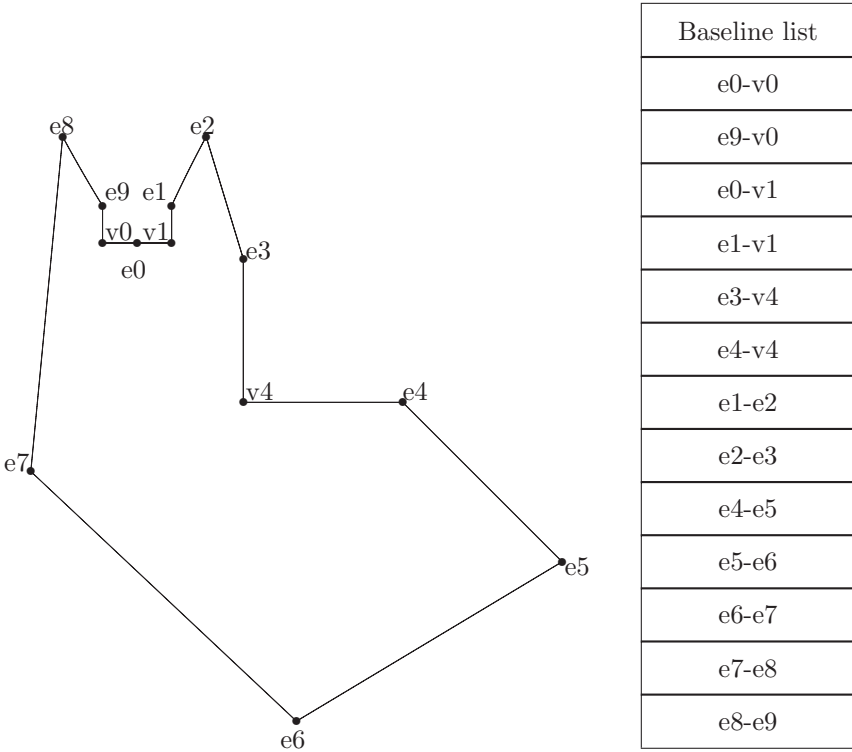 e8
e2
e9
e1
v0
v1
e3
e0
v4
e4
e7
e5
e6
Baseline list
e0-v0
e9-v0
e0-v1
e1-v1
e3-v4
e4-v4
e1-e2
e2-e3
e4-e5
e5-e6
e6-e7
e7-e8
e8-e9